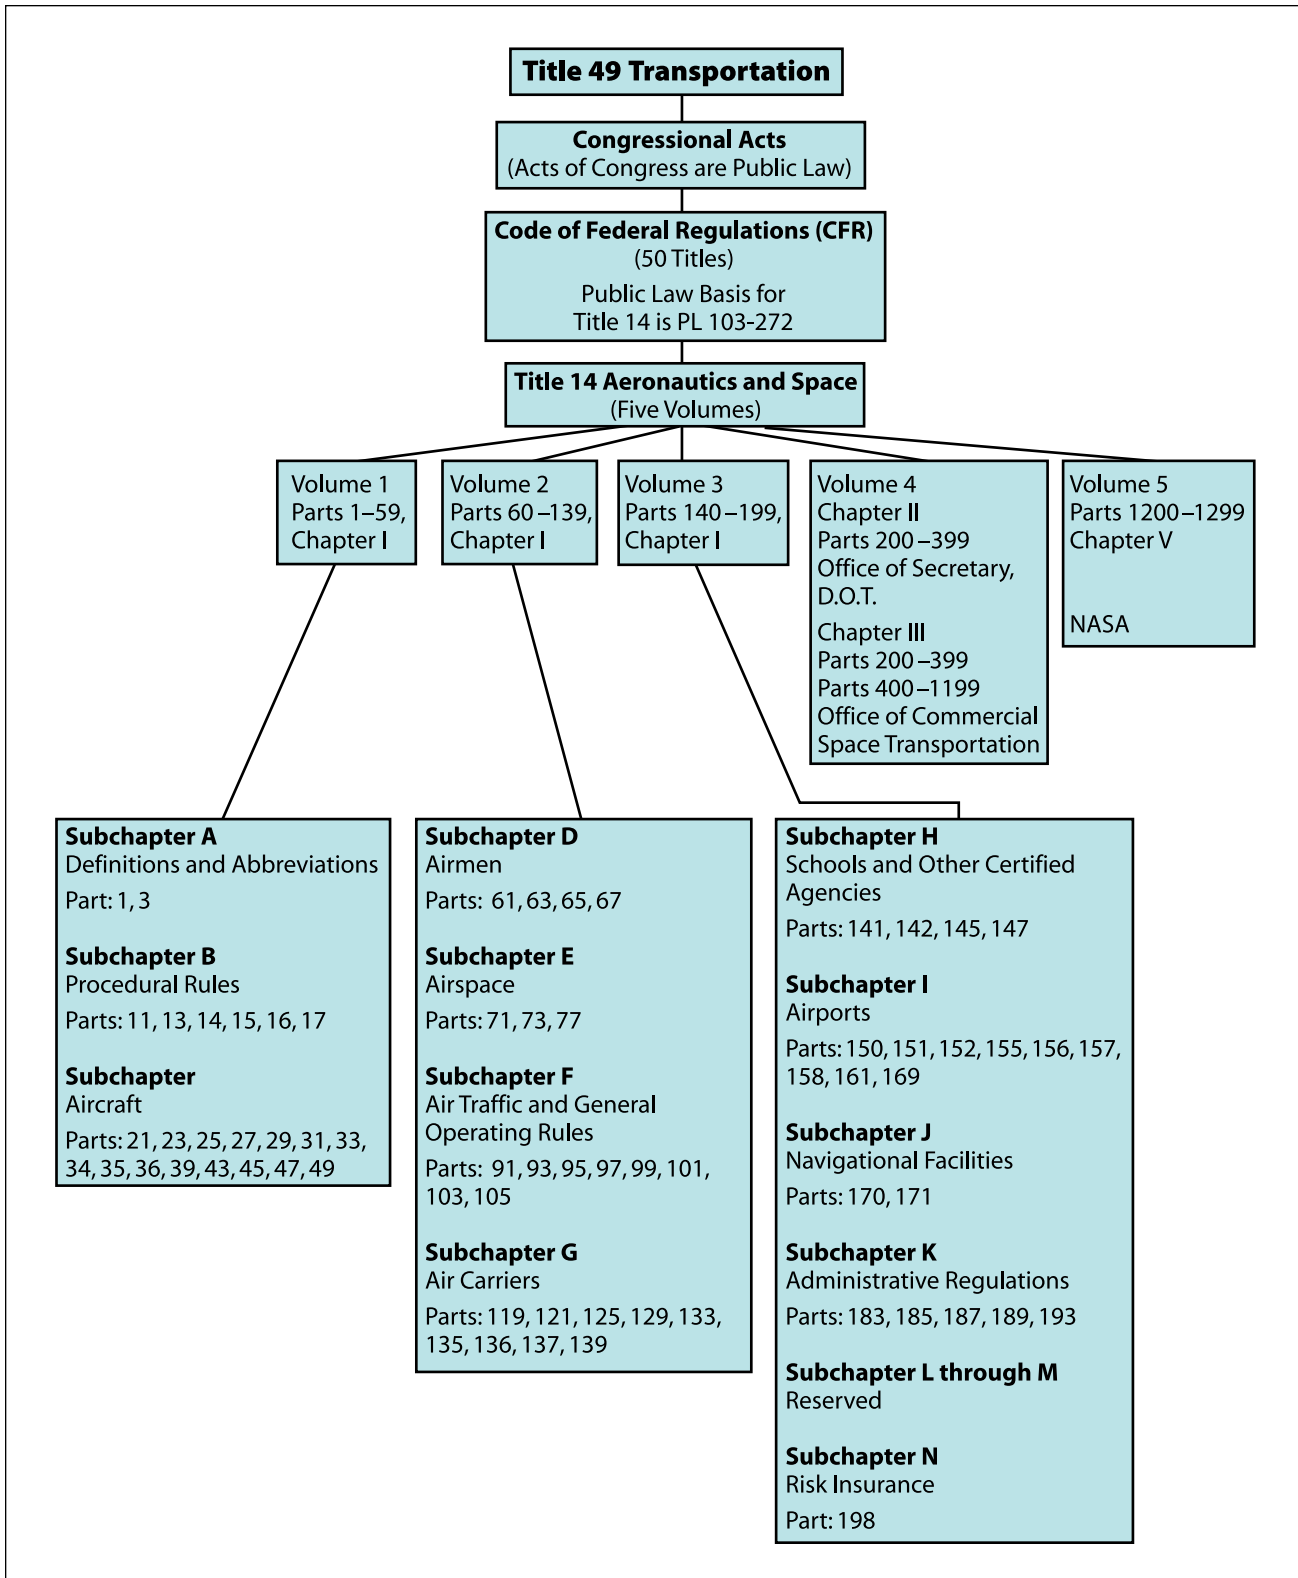 Title 49 Transportation
Congressional Acts
(Acts of Congress are Public Law)
Code of Federal Regulations (CFR)
(50 Titles)
Public Law Basis for
Title 14 is PL 103-272
Title 14 Aeronautics and Space
(Five Volumes)
Volume 1
Parts 1–59,
Chapter I
Volume 2
Parts 60–139,
Chapter I
Volume 3
Parts 140–199,
Chapter I
Volume 4
Chapter II
Parts 200–399
Office of Secretary,
D.O.T.
Chapter III
Parts 200–399
Parts 400–1199
Office of Commercial
Space Transportation
Volume 5
Parts 1200–1299
Chapter V
NASA
Subchapter A
Definitions and Abbreviations
Part: 1, 3
Subchapter B
Procedural Rules
Parts: 11, 13, 14, 15, 16, 17
Subchapter
Aircraft
Parts: 21, 23, 25, 27, 29, 31, 33,
34, 35, 36, 39, 43, 45, 47, 49
Subchapter D
Airmen
Parts: 61, 63, 65, 67
Subchapter E
Airspace
Parts: 71, 73, 77
Subchapter F
Air Traffic and General
Operating Rules
Parts: 91, 93, 95, 97, 99, 101,
103, 105
Subchapter G
Air Carriers
Parts: 119, 121, 125, 129, 133,
135, 136, 137, 139
Subchapter H
Schools and Other Certified
Agencies
Parts: 141, 142, 145, 147
Subchapter I
Airports
Parts: 150, 151, 152, 155, 156, 157,
158, 161, 169
Subchapter J
Navigational Facilities
Parts: 170, 171
Subchapter K
Administrative Regulations
Parts: 183, 185, 187, 189, 193
Subchapter L through M
Reserved
Subchapter N
Risk Insurance
Part: 198